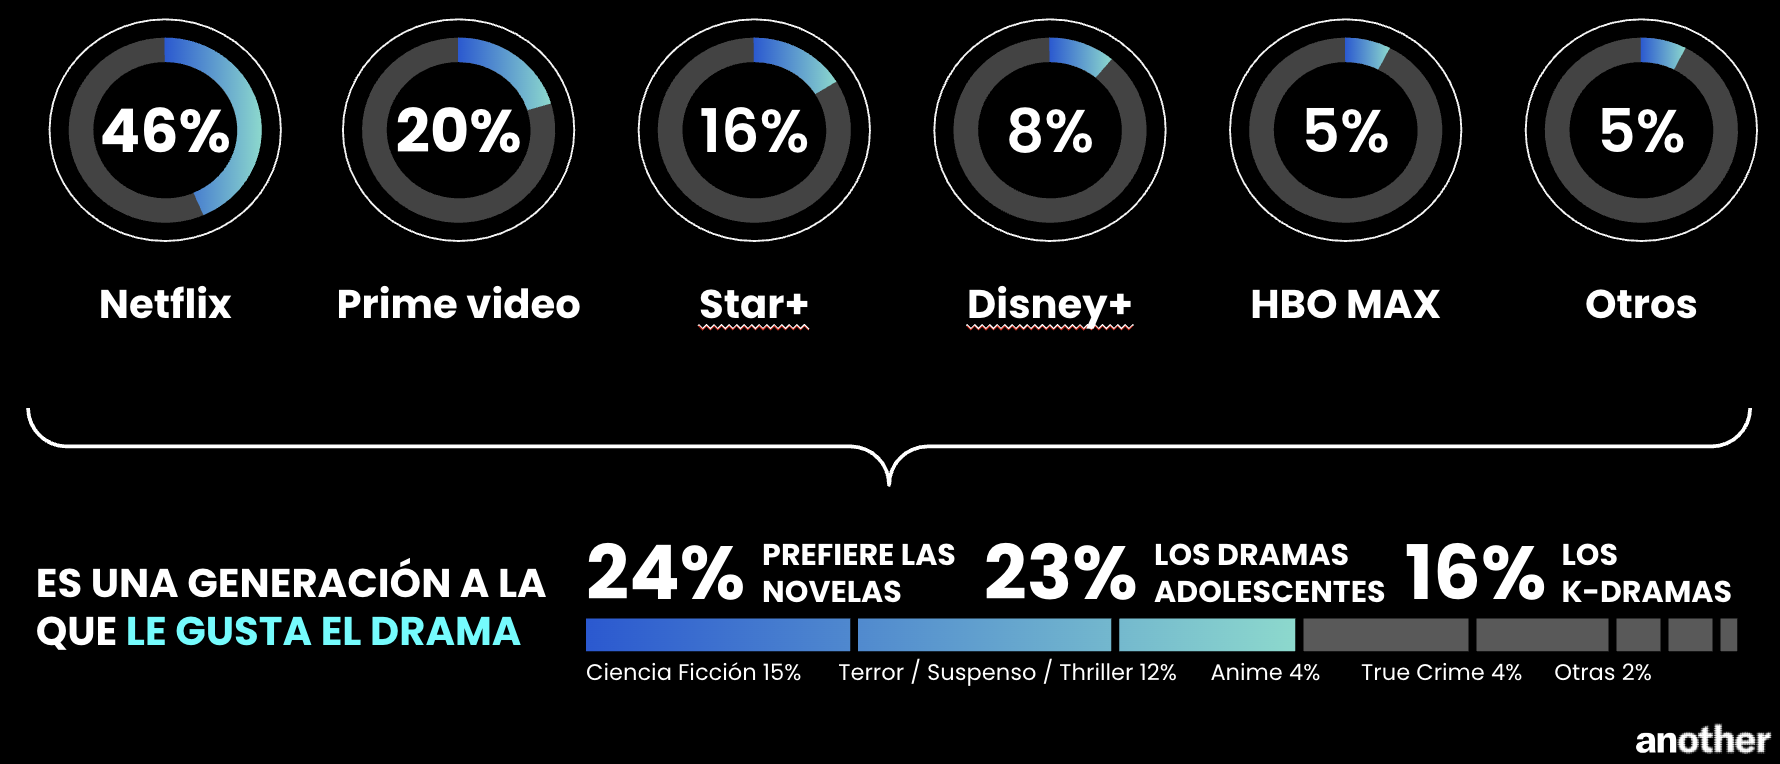 46%
20%
16%
8%
5%
5%
Netflix
Prime video
Star+
Disney+
HBO MAX
Otros
ES UNA GENERACIÓN A LA
QUE LE GUSTA EL DRAMA
24% PREFIERE LAS
NOVELAS
23% LOS DRAMAS
ADOLESCENTES
16% LOS
K-DRAMAS
Ciencia Ficción 15%
Terror / Suspenso / Thriller 12%
Anime 4%
True Crime 4%
Otras 2%
another